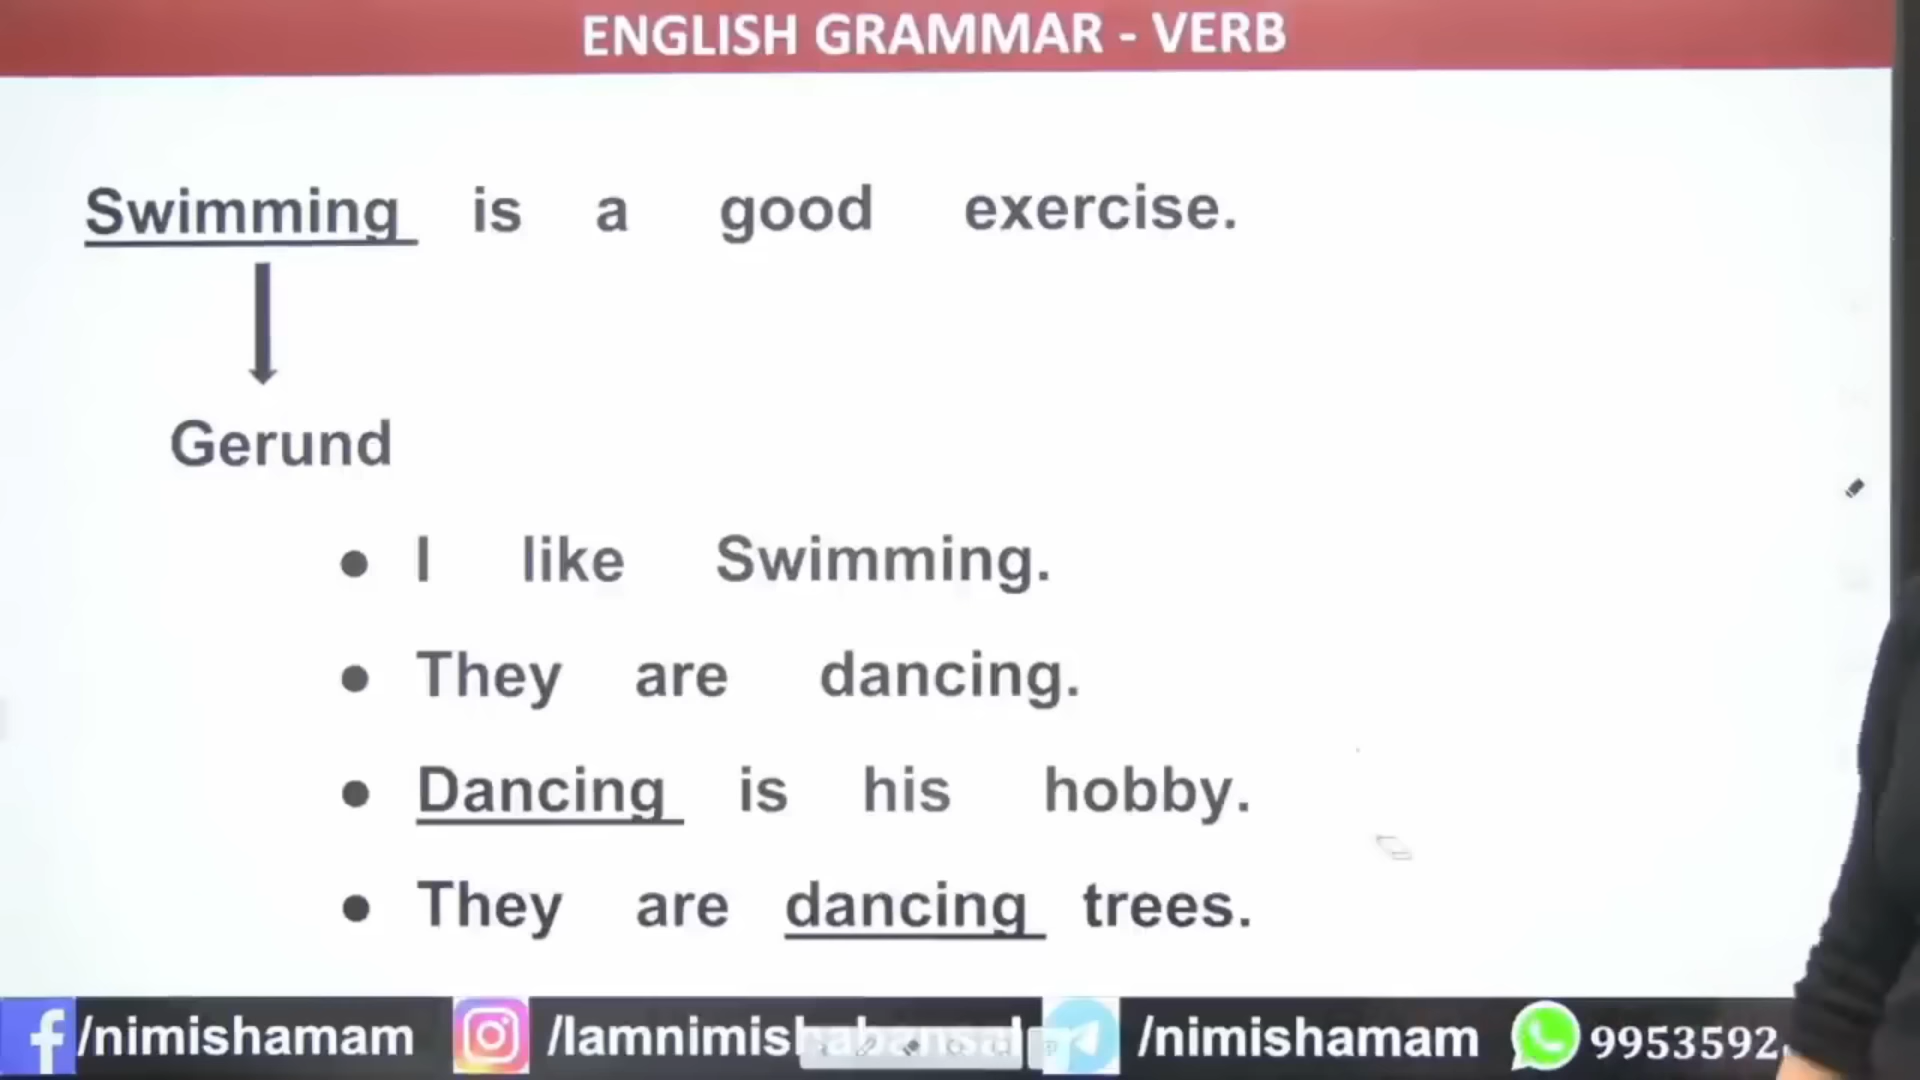 ENGLISH GRAMMAR - VERB
Swimming is a good exercise.
Gerund
• I like Swimming.
• They are dancing.
• Dancing is his hobby.
• They are dancing trees.
/nimishamam /Iamnimishabansal /nimishamam 9953592